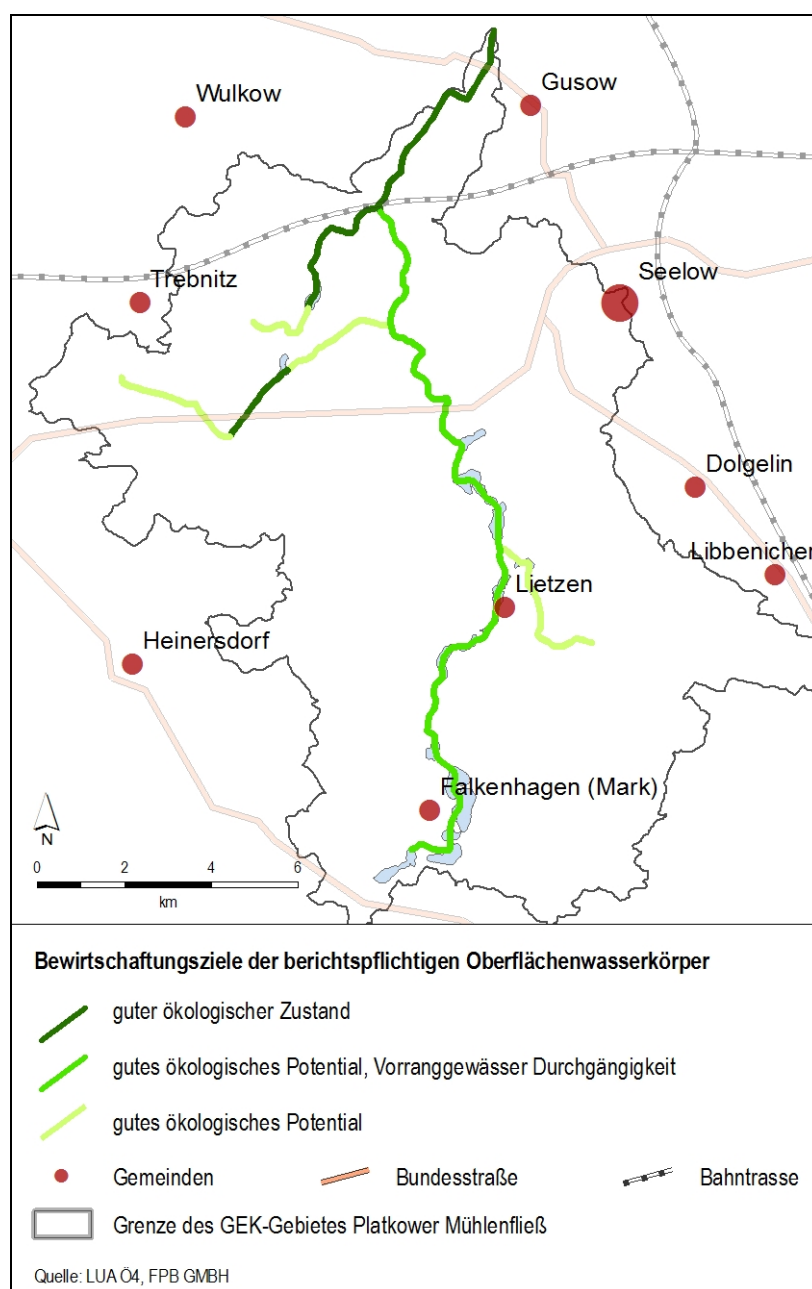 Gusow
Wulkow
Trebnitz
Seelow
Dolgelin
Libbenichen
Lietzen
Heinersdorf
Falkenhagen (Mark)
N
0 2 4 6
km
Bewirtschaftungsziele der berichtspflichtigen Oberflächenwasserkörper
guter ökologischer Zustand
gutes ökologisches Potential, Vorranggewässer Durchgängigkeit
gutes ökologisches Potential
Gemeinden Bundesstraße Bahntrasse
Grenze des GEK-Gebietes Platkower Mühlenfließ
Quelle: LUA Ö4, FPB GMBH